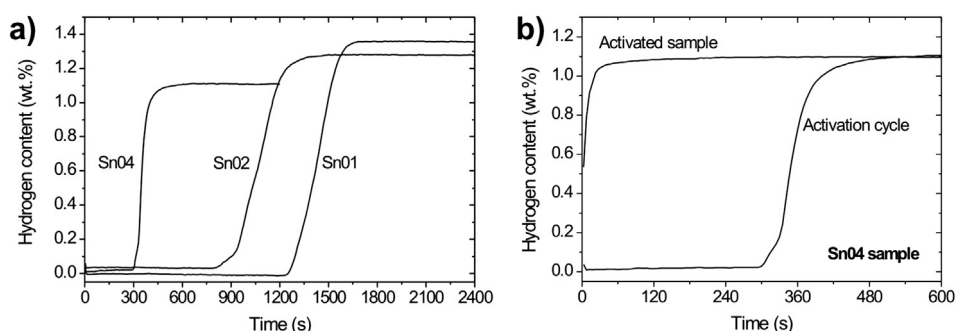 a)
Hydrogen content (wt.%)
1.4
1.2
1.0
0.8
0.6
0.4
0.2
0.0
Sn04
Sn02
Sn01
0 300 600 900 1200 1500 1800 2100 2400
Time (s)
b)
Hydrogen content (wt.%)
1.2
1.0
0.8
0.6
0.4
0.2
0.0
Activated sample
Activation cycle
Sn04 sample
0 120 240 360 480 600
Time (s)